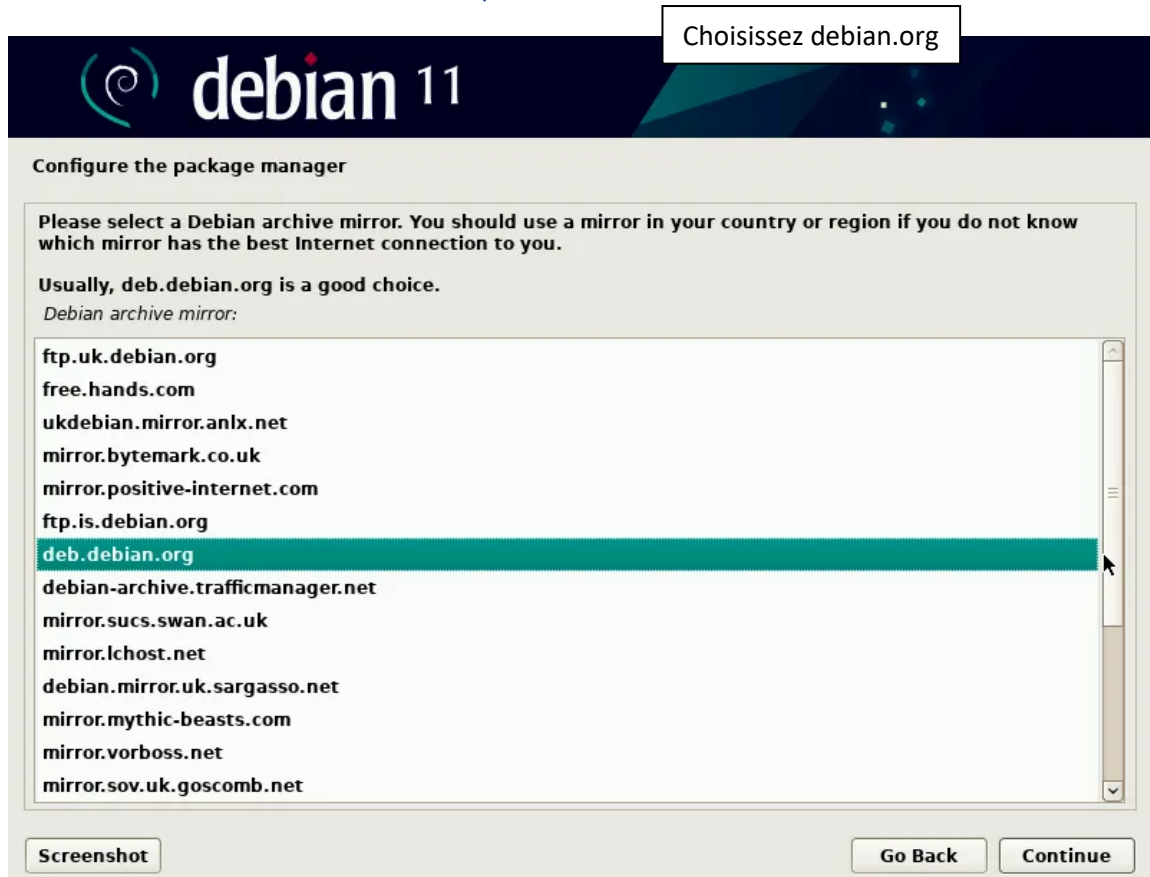 Choisissez debian.org
debian 11
Configure the package manager
Please select a Debian archive mirror. You should use a mirror in your country or region if you do not know
which mirror has the best Internet connection to you.
Usually, deb.debian.org is a good choice.
Debian archive mirror:
ftp.uk.debian.org
free.hands.com
ukdebian.mirror.anlx.net
mirror.bytemark.co.uk
mirror.positive-internet.com
ftp.is.debian.org
deb.debian.org
debian-archive.trafficmanager.net
mirror.sucs.swan.ac.uk
mirror.lchost.net
debian.mirror.uk.sargasso.net
mirror.mythic-beasts.com
mirror.vorboss.net
mirror.sov.uk.goscomb.net
Screenshot
Go Back
Continue